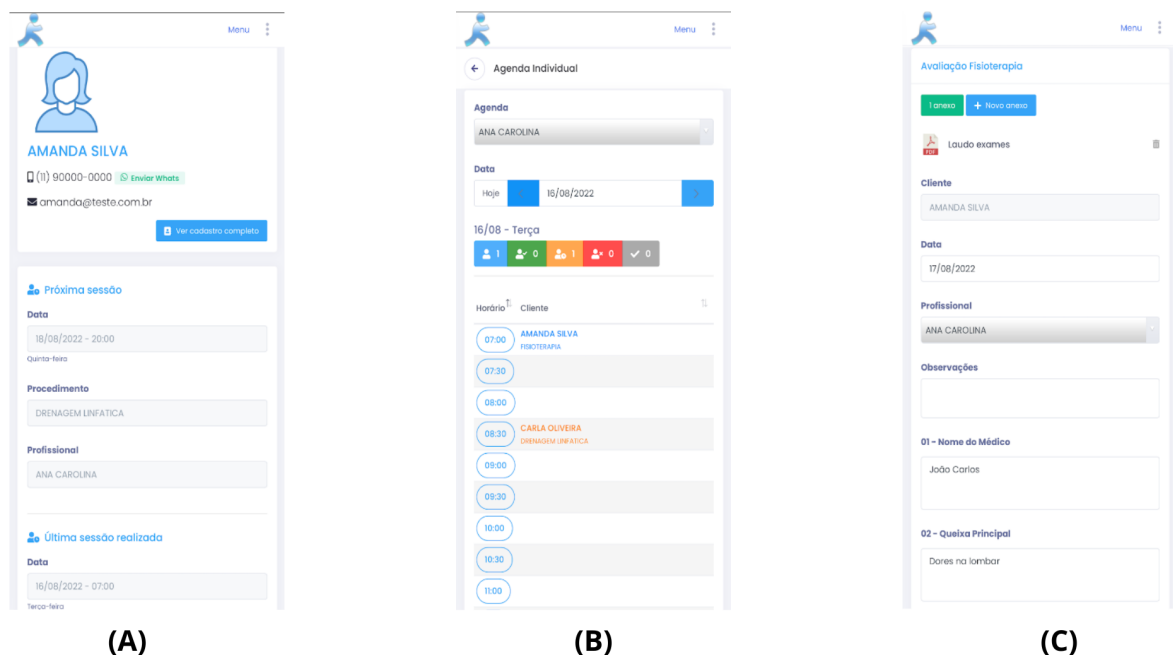 Menu
AMANDA SILVA
(11) 90000-0000 Enviar Whats
amanda@teste.com.br
Ver cadastro completo
Próxima sessão
Data
18/08/2022 - 20:00
Quinta-feira
Procedimento
DRENAGEM LINFATICA
Profissional
ANA CAROLINA
Última sessão realizada
Data
16/08/2022 - 07:00
Terça-feira
(A)
Menu
Agenda Individual
Agenda
ANA CAROLINA
Data
Hoje 16/08/2022
16/08 - Terça
1 0 1 0 0
Horário Cliente
07:00 AMANDA SILVA
FISIOTERAPIA
07:30
08:00
08:30 CARLA OLIVEIRA
DRENAGEM LINFATICA
09:00
09:30
10:00
10:30
11:00
(B)
Menu
Avaliação Fisioterapia
1 anexo + Novo anexo
PDF Laudo exames
Cliente
AMANDA SILVA
Data
17/08/2022
Profissional
ANA CAROLINA
Observações
01 - Nome do Médico
João Carlos
02 - Queixa Principal
Dores na lombar
(C)